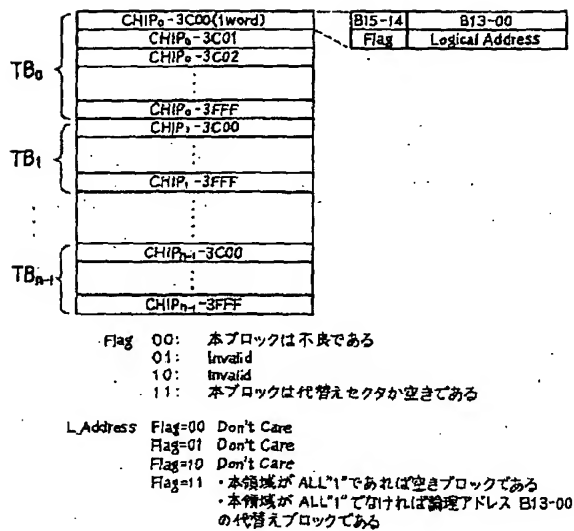 CHIP₀-3C00(1word)
CHIP₀-3C01
CHIP₀-3C02
CHIP₀-3FFF
CHIP₁-3C00
CHIP₁-3FFF
CHIPₙ₋₁-3C00
CHIPₙ₋₁-3FFF
TB₀
TB₁
TBₙ₋₁
B15-14 B13-00
Flag Logical Address
Flag 00: 本ブロックは不良である
01: Invalid
10: Invalid
11: 本ブロックは代替えセクタか空きである
L_Address Flag=00 Don't Care
Flag=01 Don't Care
Flag=10 Don't Care
Flag=11 ・本領域が ALL"1"であれば空きブロックである
・本領域が ALL"1"でなければ論理アドレス B13-00
の代替えブロックである